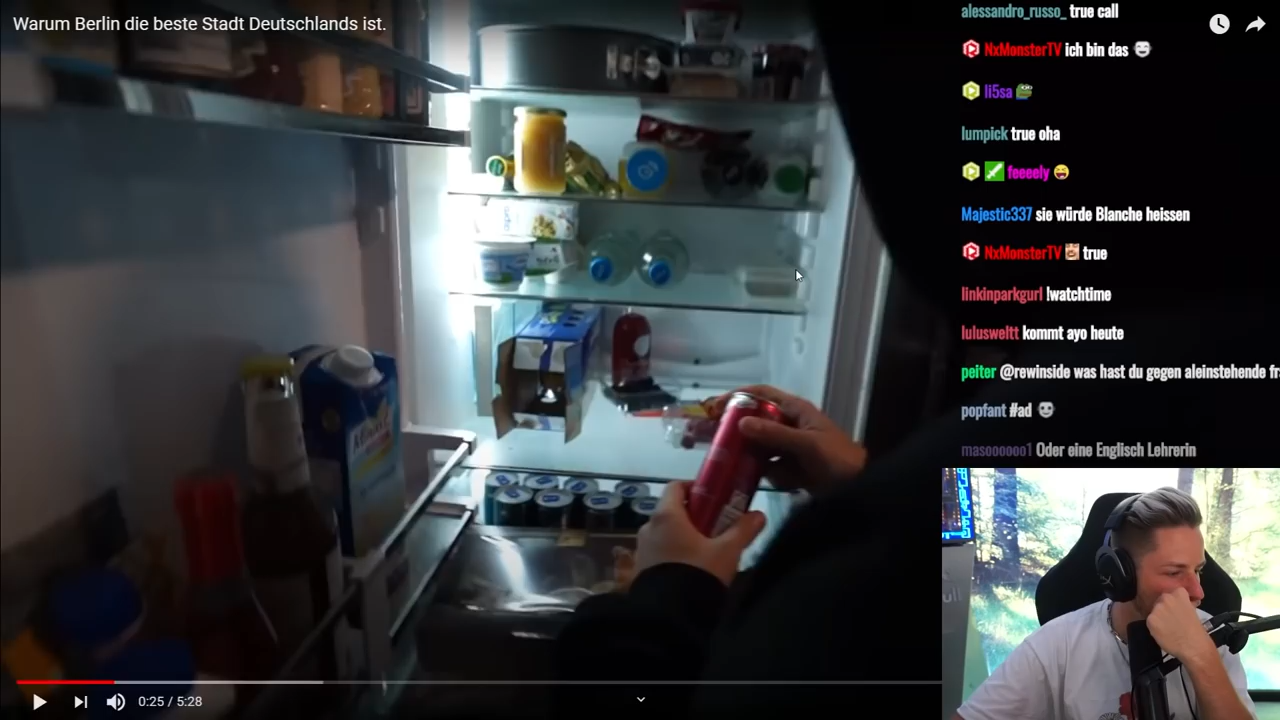 Warum Berlin die beste Stadt Deutschlands ist.
alessandro_russo_ true call
NxMonsterTV ich bin das
li5sa
lumpick true oha
feeeely
Majestic337 sie würde Blanche heissen
NxMonsterTV true
linkinparkgurl !watchtime
lulusweltt kommt ayo heute
peiter @rewinside was hast du gegen aleinstehende fr
popfant #ad
masoooooo1 Oder eine Englisch Lehrerin
0:25 / 5:28